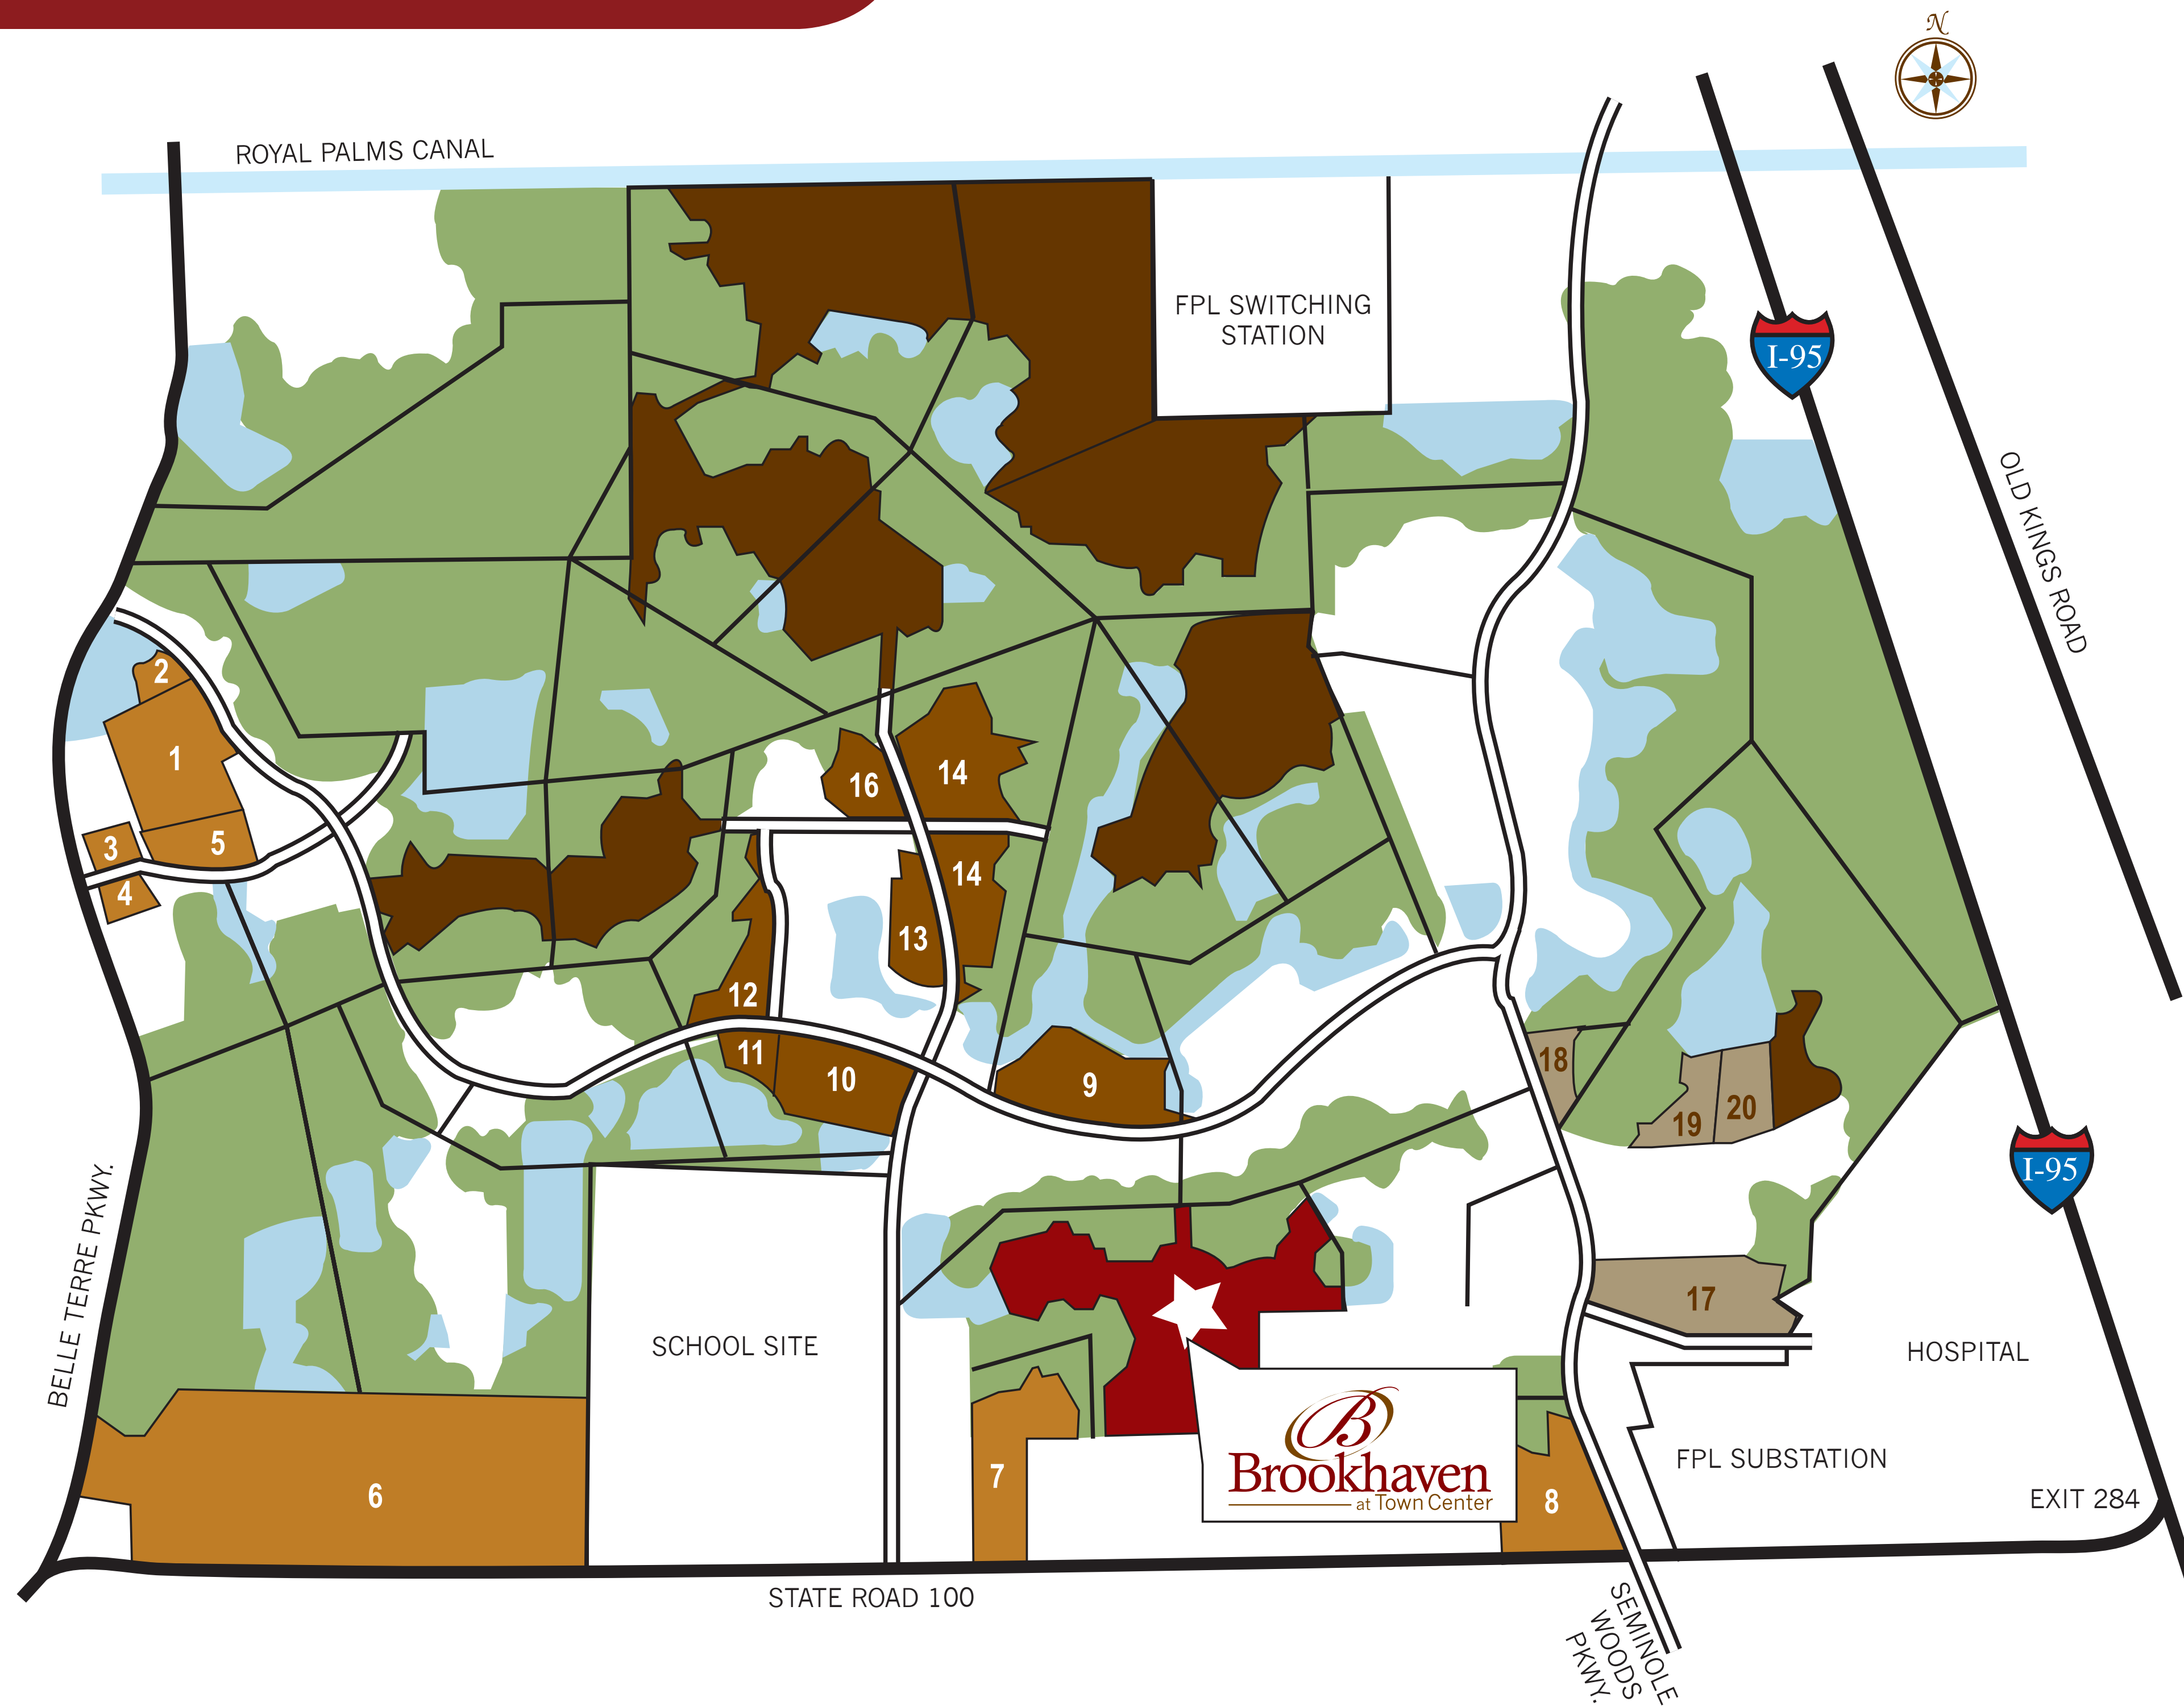 N
ROYAL PALMS CANAL
FPL SWITCHING
STATION
I-95
OLD KINGS ROAD
2
1
3
5
4
16
14
14
13
12
11
10
9
18
19
20
I-95
BELLE TERRE PKWY.
SCHOOL SITE
17
HOSPITAL
B
Brookhaven
at Town Center
6
7
8
FPL SUBSTATION
EXIT 284
STATE ROAD 100
SEMINOLE
WOODS
PKWY.